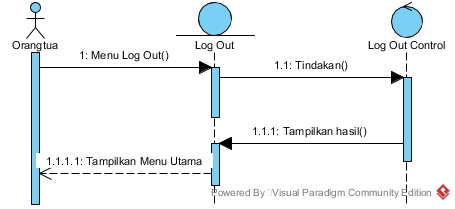 Orangtua
Log Out
Log Out Control
1: Menu Log Out()
1.1: Tindakan()
1.1.1: Tampilkan hasil()
1.1.1.1: Tampilkan Menu Utama
Powered By Visual Paradigm Community Edition